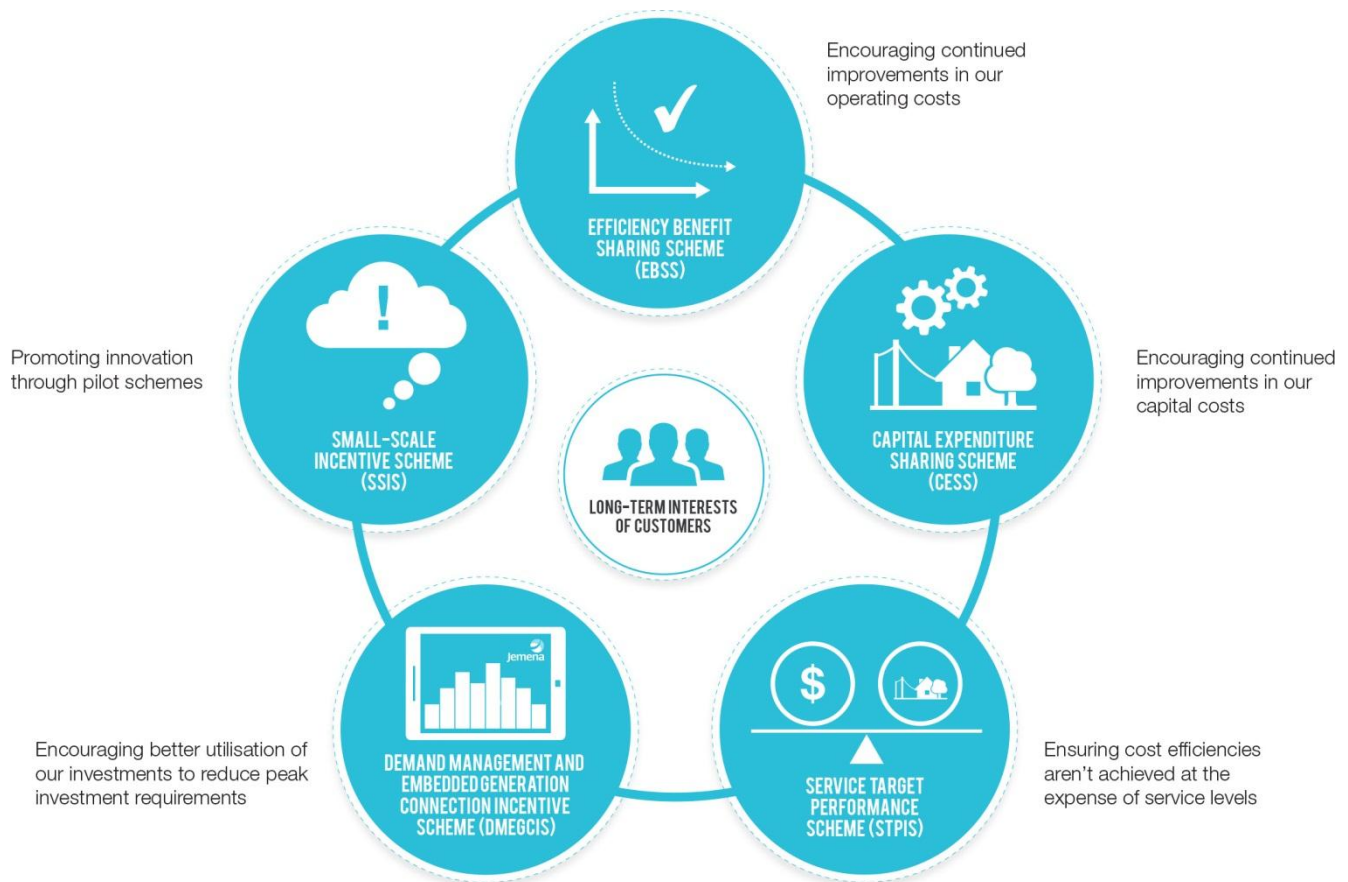 Encouraging continued
improvements in our
operating costs
EFFICIENCY BENEFIT
SHARING SCHEME
(EBSS)
!
Promoting innovation
through pilot schemes
SMALL-SCALE
INCENTIVE SCHEME
(SSIS)
Encouraging continued
improvements in our
capital costs
CAPITAL EXPENDITURE
SHARING SCHEME
(CESS)
LONG-TERM INTERESTS
OF CUSTOMERS
Jemena
Encouraging better utilisation of
our investments to reduce peak
investment requirements
DEMAND MANAGEMENT AND
EMBEDDED GENERATION
CONNECTION INCENTIVE
SCHEME (DMEGCIS)
$
SERVICE TARGET
PERFORMANCE
SCHEME (STPIS)
Ensuring cost efficiencies
aren't achieved at the
expense of service levels